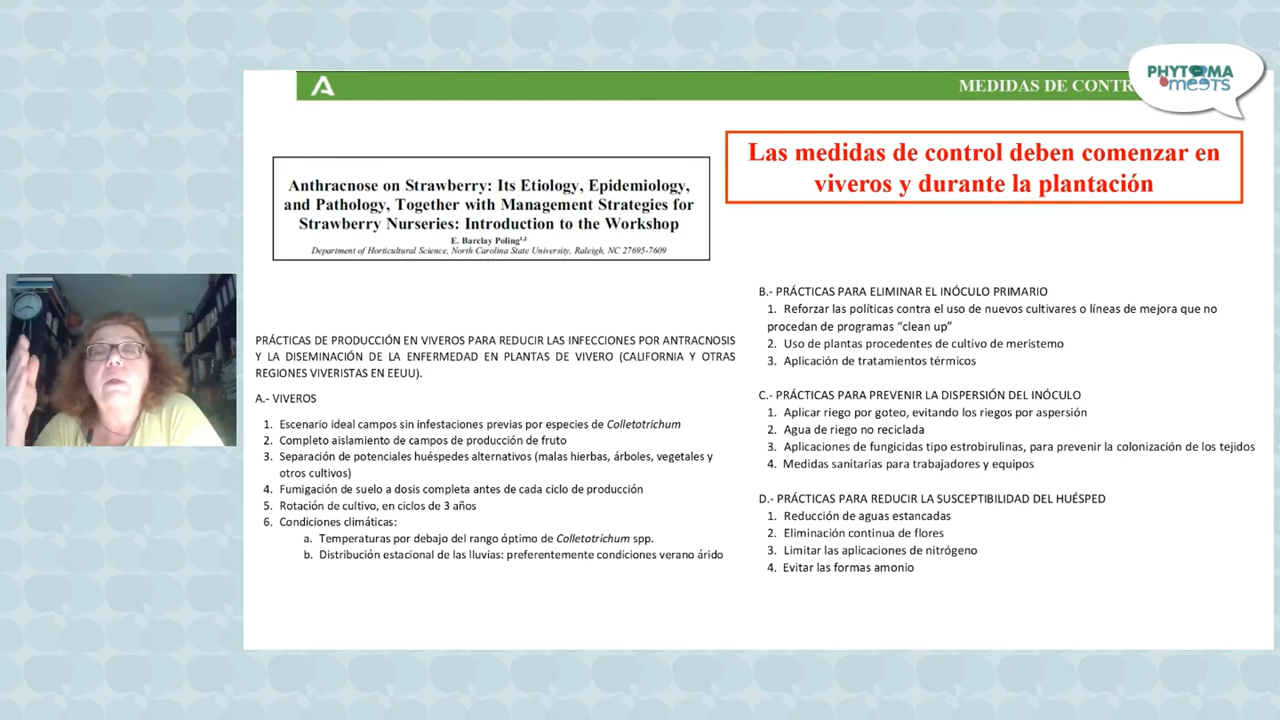 MEDIDAS DE CONTR
PHYTOMA
meets
Las medidas de control deben comenzar en
viveros y durante la plantación
Anthracnose on Strawberry: Its Etiology, Epidemiology,
and Pathology, Together with Management Strategies for
Strawberry Nurseries: Introduction to the Workshop
E. Barclay Poling1,2
Department of Horticultural Science, North Carolina State University, Raleigh, NC 27695-7609
PRÁCTICAS DE PRODUCCIÓN EN VIVEROS PARA REDUCIR LAS INFECCIONES POR ANTRACNOSIS
Y LA DISEMINACIÓN DE LA ENFERMEDAD EN PLANTAS DE VIVERO (CALIFORNIA Y OTRAS
REGIONES VIVERISTAS EN EEUU).
A.- VIVEROS
1. Escenario ideal campos sin infestaciones previas por especies de Colletotrichum
2. Completo aislamiento de campos de producción de fruto
3. Separación de potenciales huéspedes alternativos (malas hierbas, árboles, vegetales y
otros cultivos)
4. Fumigación de suelo a dosis completa antes de cada ciclo de producción
5. Rotación de cultivo, en ciclos de 3 años
6. Condiciones climáticas:
a. Temperaturas por debajo del rango óptimo de Colletotrichum spp.
b. Distribución estacional de las lluvias: preferentemente condiciones verano árido
B.- PRÁCTICAS PARA ELIMINAR EL INÓCULO PRIMARIO
1. Reforzar las políticas contra el uso de nuevos cultivares o líneas de mejora que no
procedan de programas “clean up”
2. Uso de plantas procedentes de cultivo de meristemo
3. Aplicación de tratamientos térmicos
C.- PRÁCTICAS PARA PREVENIR LA DISPERSIÓN DEL INÓCULO
1. Aplicar riego por goteo, evitando los riegos por aspersión
2. Agua de riego no reciclada
3. Aplicaciones de fungicidas tipo estrobirulinas, para prevenir la colonización de los tejidos
4. Medidas sanitarias para trabajadores y equipos
D.- PRÁCTICAS PARA REDUCIR LA SUSCEPTIBILIDAD DEL HUÉSPED
1. Reducción de aguas estancadas
2. Eliminación continua de flores
3. Limitar las aplicaciones de nitrógeno
4. Evitar las formas amonio